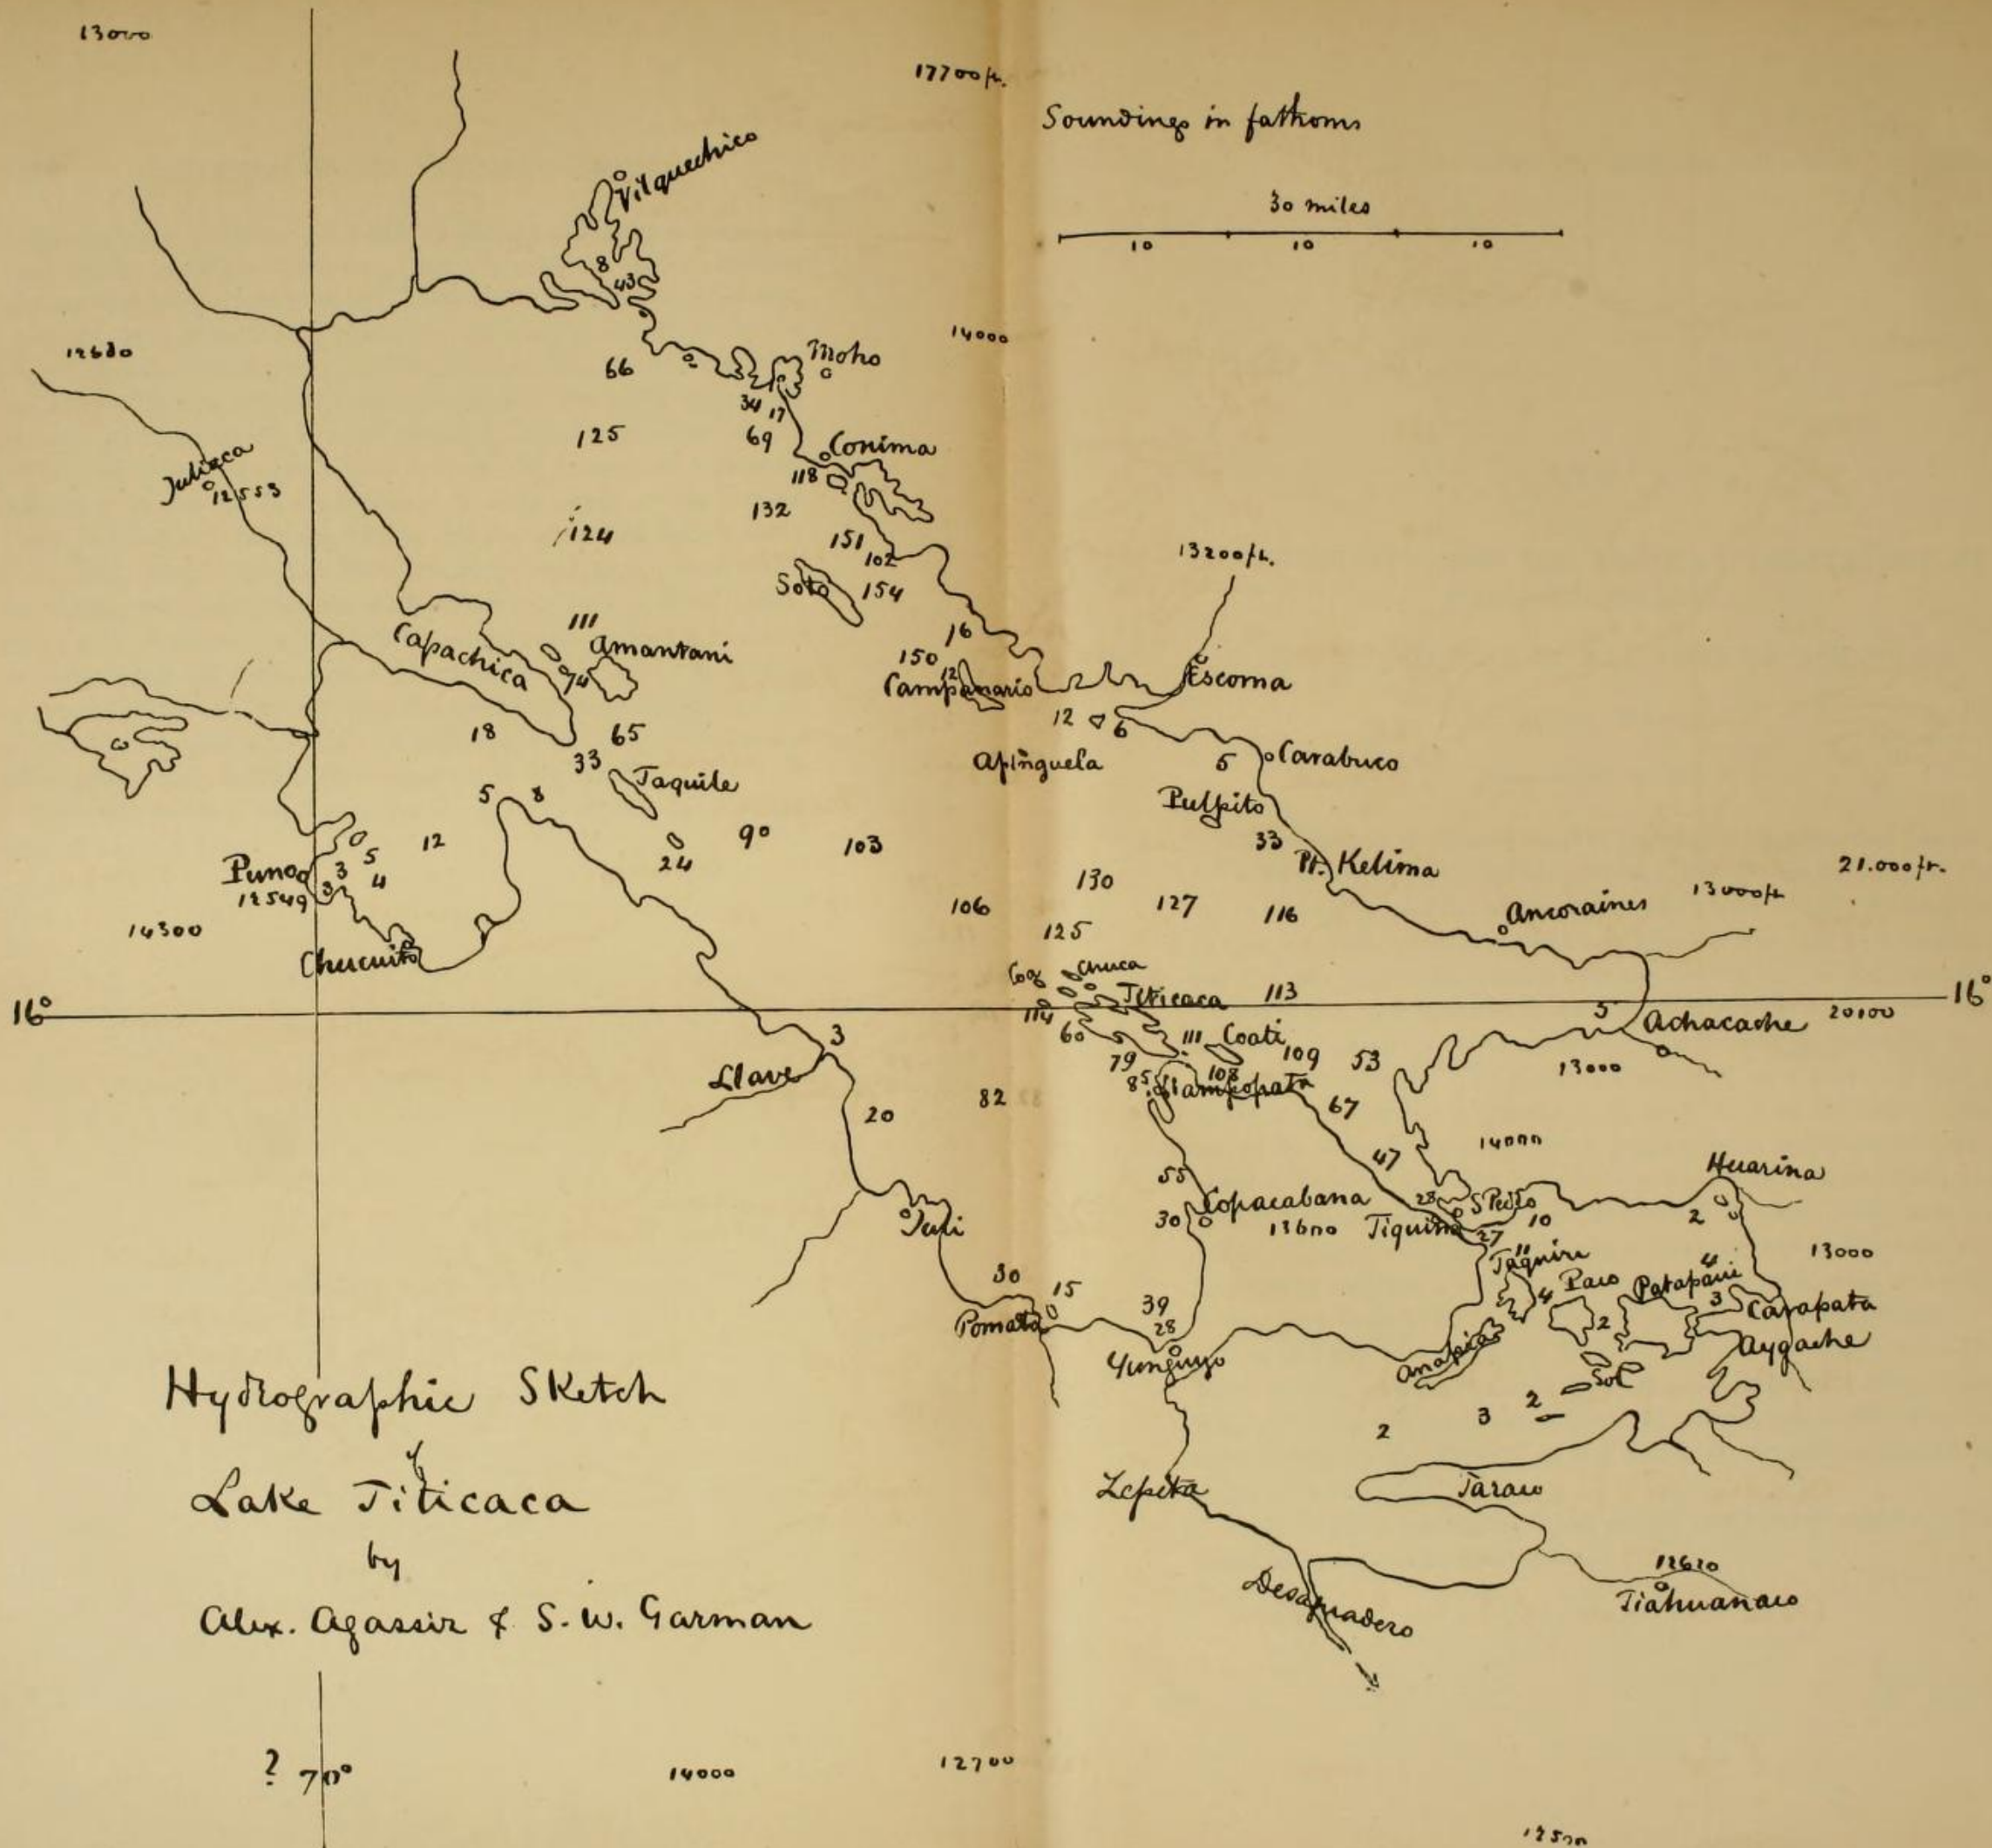 13000
17700 ft.
Soundings in fathoms
30 miles
10 10 10
Vilquechico
8
43
14000
Moho
66
34 17
125
69
Conima
118
Juliaca
12553
132
124
151
102
13200 ft.
Soto
154
111
Amantani
16
Capachica
94
150
12
Campanario
Escoma
12
6
18
65
33
Apinguela
5
Carabuco
Taquile
5 8
Pulpito
12
90
103
33
24
Puno
3
5
4
3
12549
Pt. Kelima
21.000 ft.
130
13000 ft
106
127
116
Ancoraines
14300
125
Chucuito
Chuca
Titicaca
113
16°
16°
114
60
5
Achacache
20100
3
111
Coati
109
53
79
108
85
13000
Llave
82
67
20
14000
47
Huarina
55
Copacabana
28
S Pedro
30
13600
Tiquina
27
10
2
Juli
11
Taquiri
13000
30
15
4
Paco
Patapani
4
39
28
3
Carapata
Pomata
2
Aygache
Yunguyo
Anapia
Sol
Hydrographic Sketch
2
3
2
of
Lake Titicaca
Zepita
Taraco
by
12620
Tiahuanaco
Desaguadero
Alex. Agassiz & S. W. Garman
? 70°
14000
12700
12500